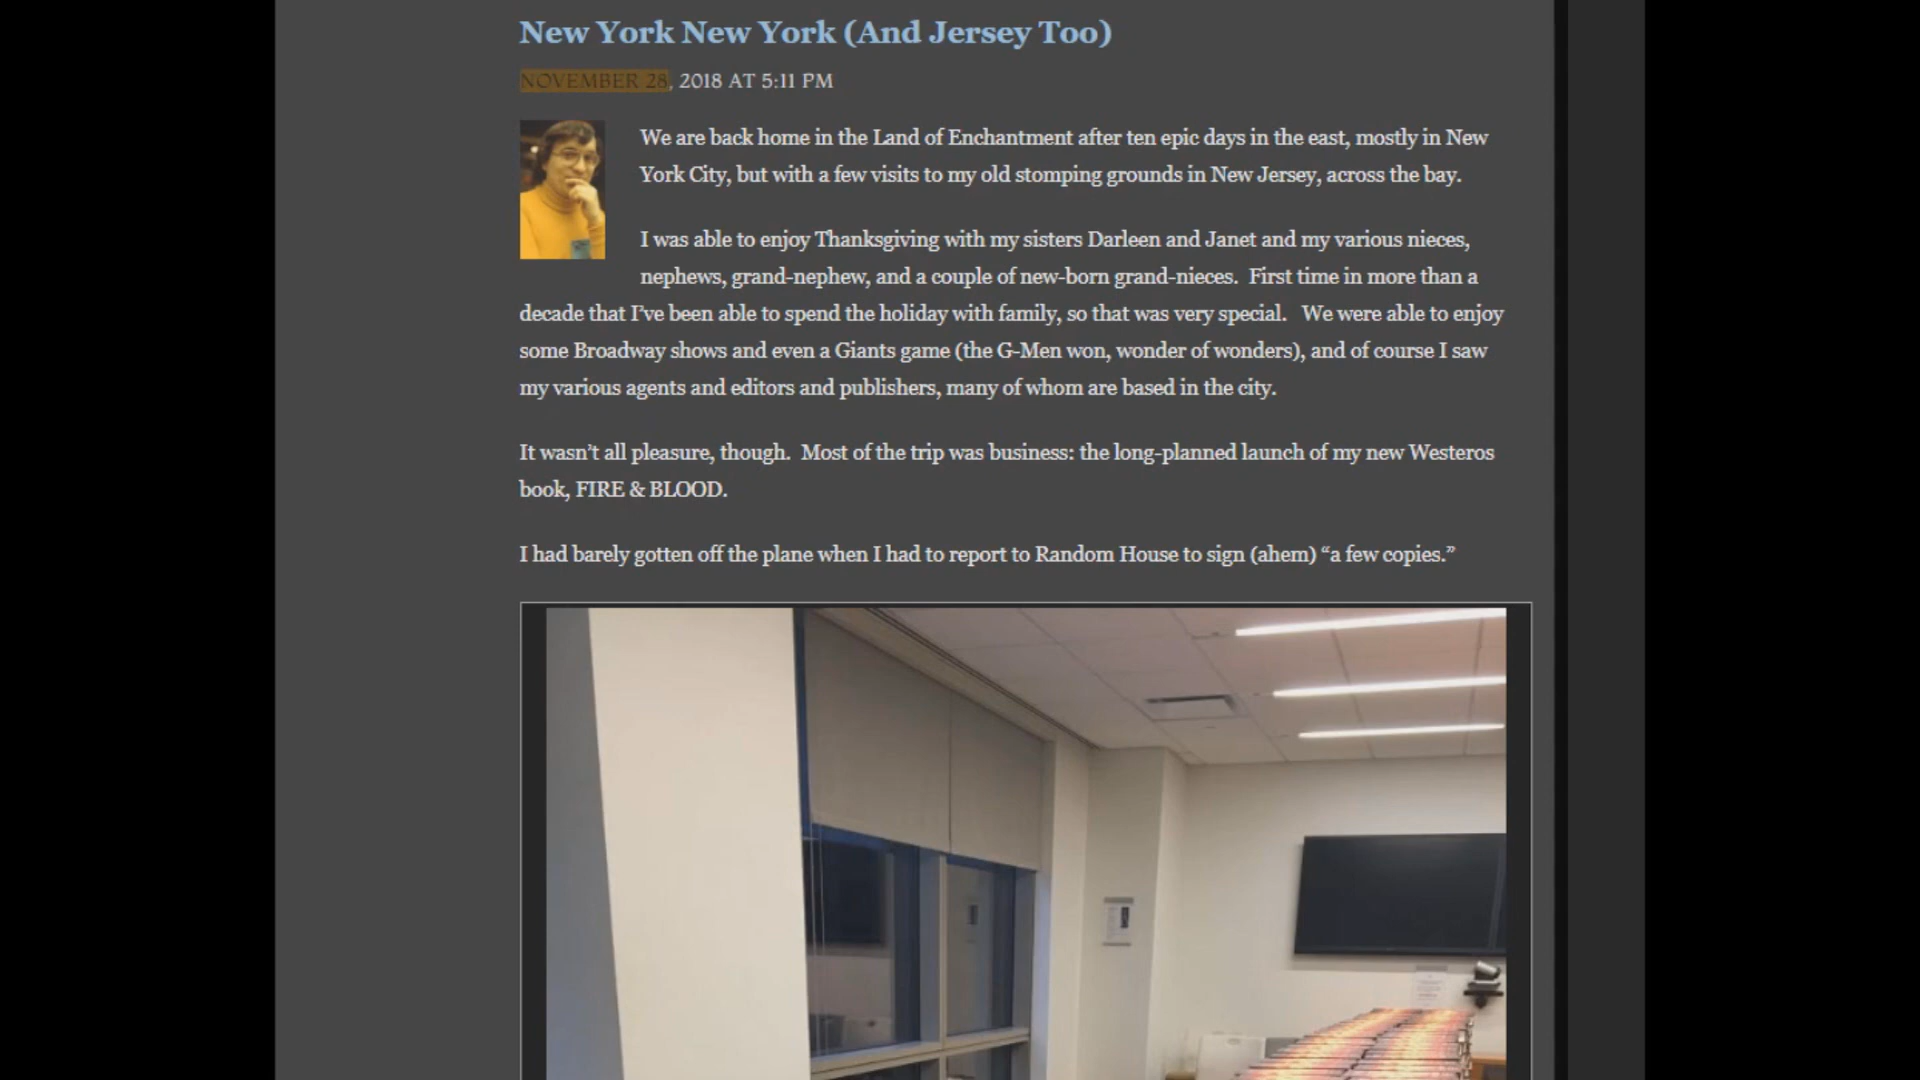 New York New York (And Jersey Too)
NOVEMBER 28, 2018 AT 5:11 PM
We are back home in the Land of Enchantment after ten epic days in the east, mostly in New
York City, but with a few visits to my old stomping grounds in New Jersey, across the bay.
I was able to enjoy Thanksgiving with my sisters Darleen and Janet and my various nieces,
nephews, grand-nephew, and a couple of new-born grand-nieces.  First time in more than a
decade that I’ve been able to spend the holiday with family, so that was very special.   We were able to enjoy
some Broadway shows and even a Giants game (the G-Men won, wonder of wonders), and of course I saw
my various agents and editors and publishers, many of whom are based in the city.
It wasn’t all pleasure, though.  Most of the trip was business: the long-planned launch of my new Westeros
book, FIRE & BLOOD.
I had barely gotten off the plane when I had to report to Random House to sign (ahem) “a few copies.”